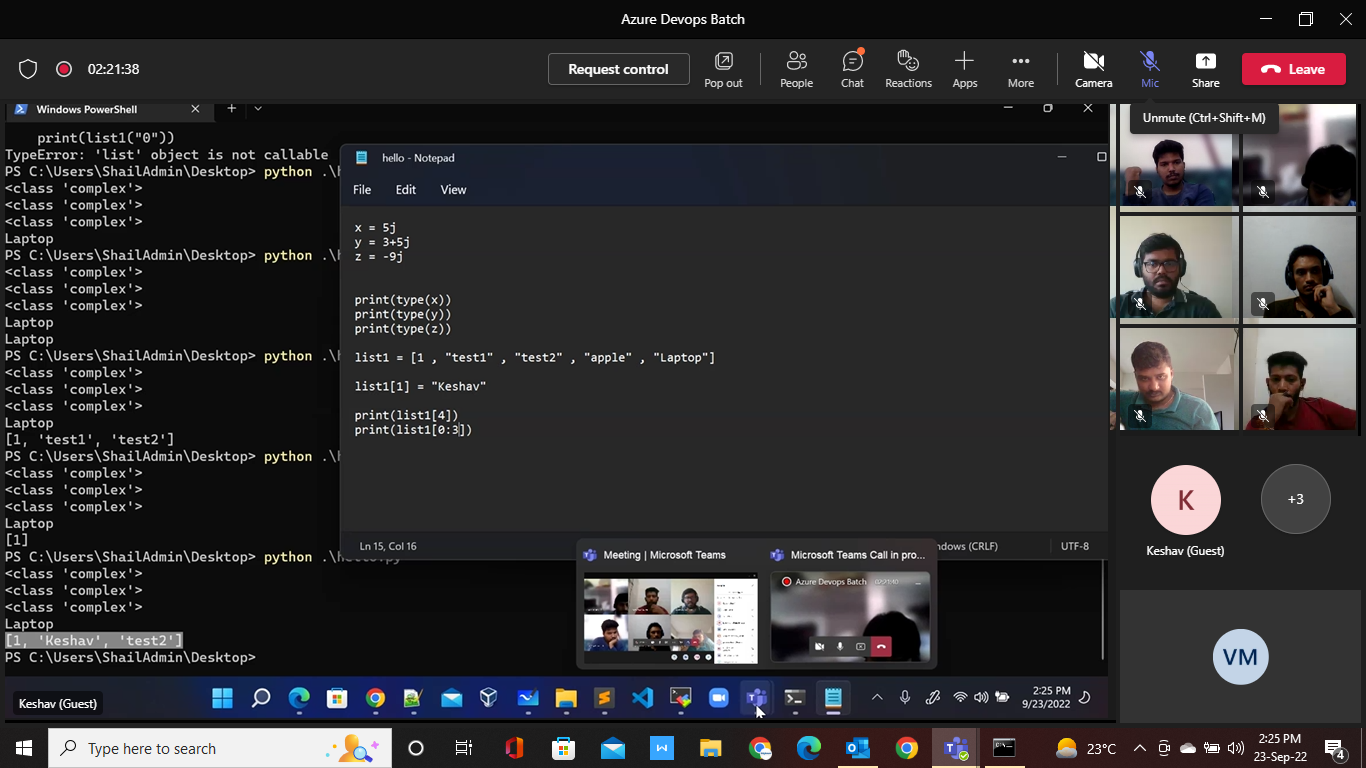 Azure Devops Batch
02:21:38
Request control
Pop out
People
Chat
Reactions
Apps
More
Camera
Mic
Share
Leave
Unmute (Ctrl+Shift+M)
Windows PowerShell
print(list1("0"))
TypeError: 'list' object is not callable
PS C:\Users\ShailAdmin\Desktop> python .\
<class 'complex'>
<class 'complex'>
<class 'complex'>
Laptop
PS C:\Users\ShailAdmin\Desktop> python .\
<class 'complex'>
<class 'complex'>
<class 'complex'>
Laptop
Laptop
PS C:\Users\ShailAdmin\Desktop> python .\
<class 'complex'>
<class 'complex'>
<class 'complex'>
Laptop
[1, 'test1', 'test2']
PS C:\Users\ShailAdmin\Desktop> python .\
<class 'complex'>
<class 'complex'>
<class 'complex'>
Laptop
[1]
PS C:\Users\ShailAdmin\Desktop> python .\
<class 'complex'>
<class 'complex'>
<class 'complex'>
Laptop
[1, 'Keshav', 'test2']
PS C:\Users\ShailAdmin\Desktop>
hello - Notepad
File Edit View
x = 5j
y = 3+5j
z = -9j
print(type(x))
print(type(y))
print(type(z))
list1 = [1 , "test1" , "test2" , "apple" , "Laptop"]
list1[1] = "Keshav"
print(list1[4])
print(list1[0:3])
Ln 15, Col 16
(CRLF)
UTF-8
Meeting | Microsoft Teams
Microsoft Teams Call in pro...
Azure Devops Batch
K
+3
Keshav (Guest)
VM
Keshav (Guest)
2:25 PM
9/23/2022
Type here to search
W
23°C
2:25 PM
23-Sep-22
4